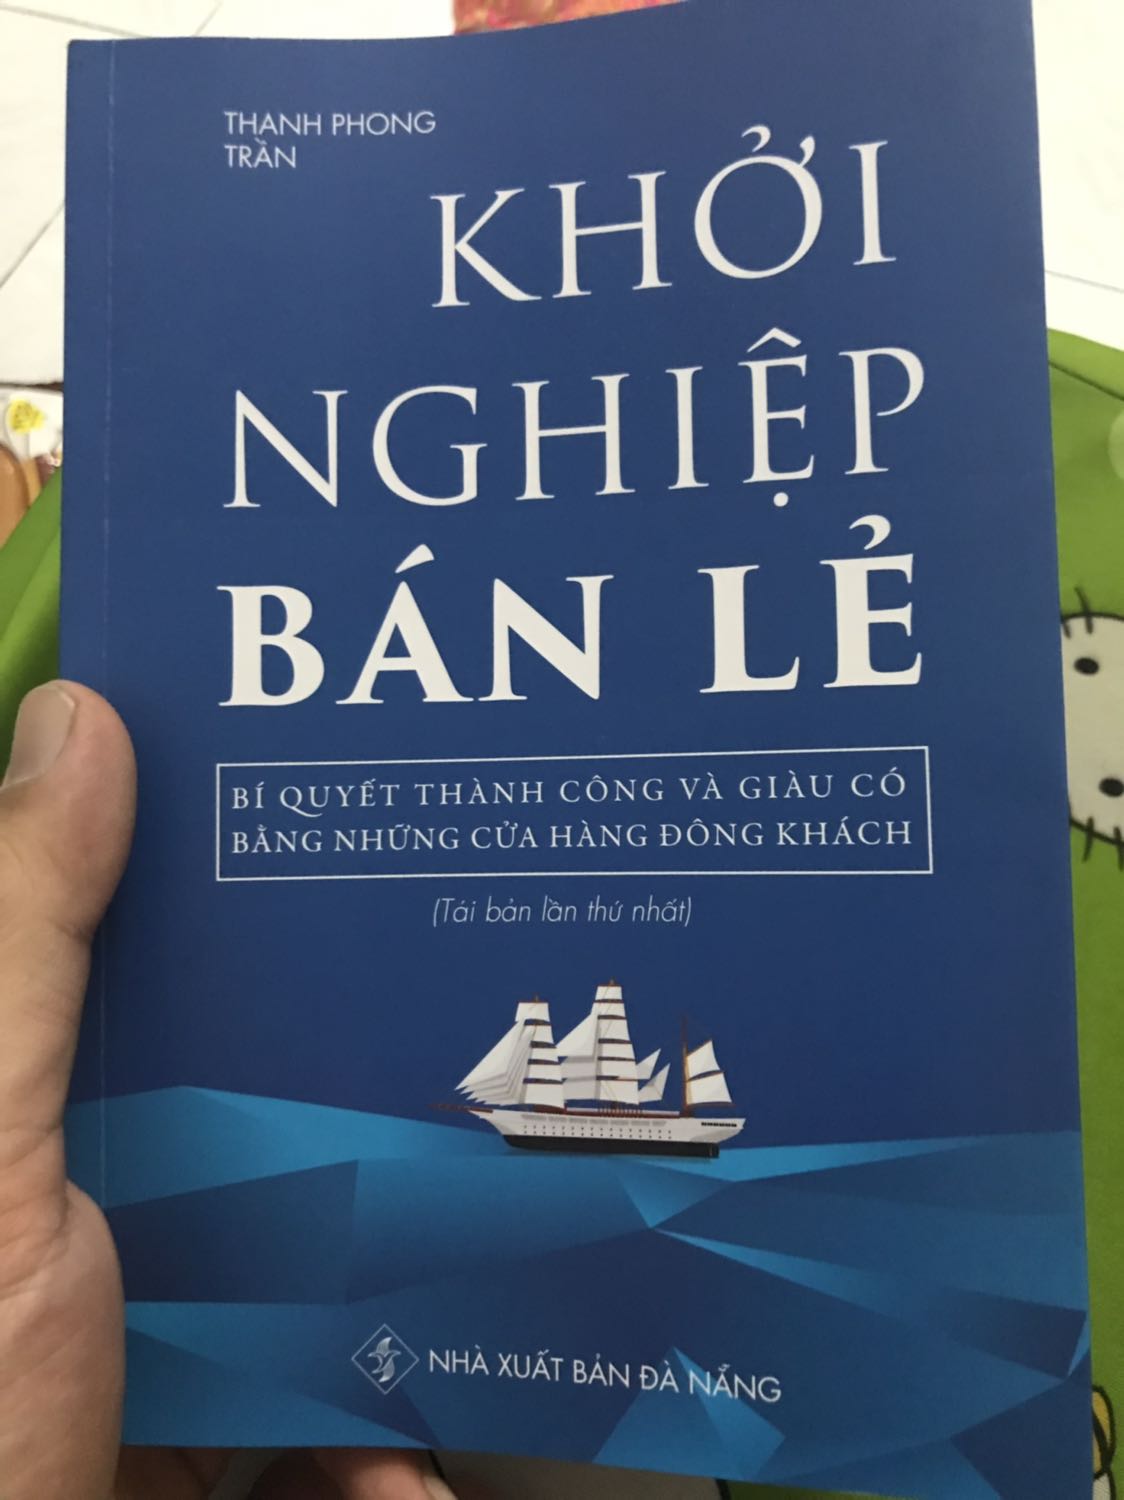 THANH PHONG
TRẦN
KHỞI
NGHIỆP
BÁN LẺ
BÍ QUYẾT THÀNH CÔNG VÀ GIÀU CÓ
BẰNG NHỮNG CỬA HÀNG ĐÔNG KHÁCH
(Tái bản lần thứ nhất)
NHÀ XUẤT BẢN ĐÀ NẴNG